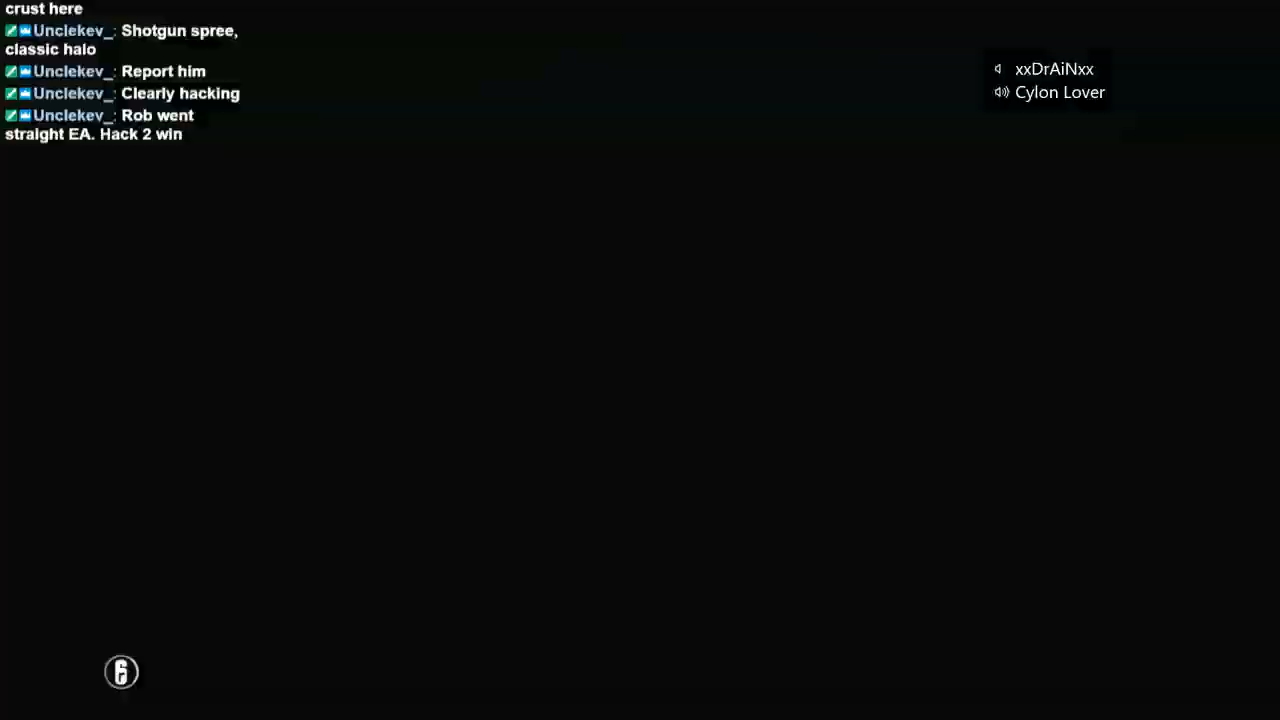 crust here
Unclekev_: Shotgun spree,
classic halo
Unclekev_: Report him
Unclekev_: Clearly hacking
Unclekev_: Rob went
straight EA. Hack 2 win
xxDrAiNxx
Cylon Lover
6